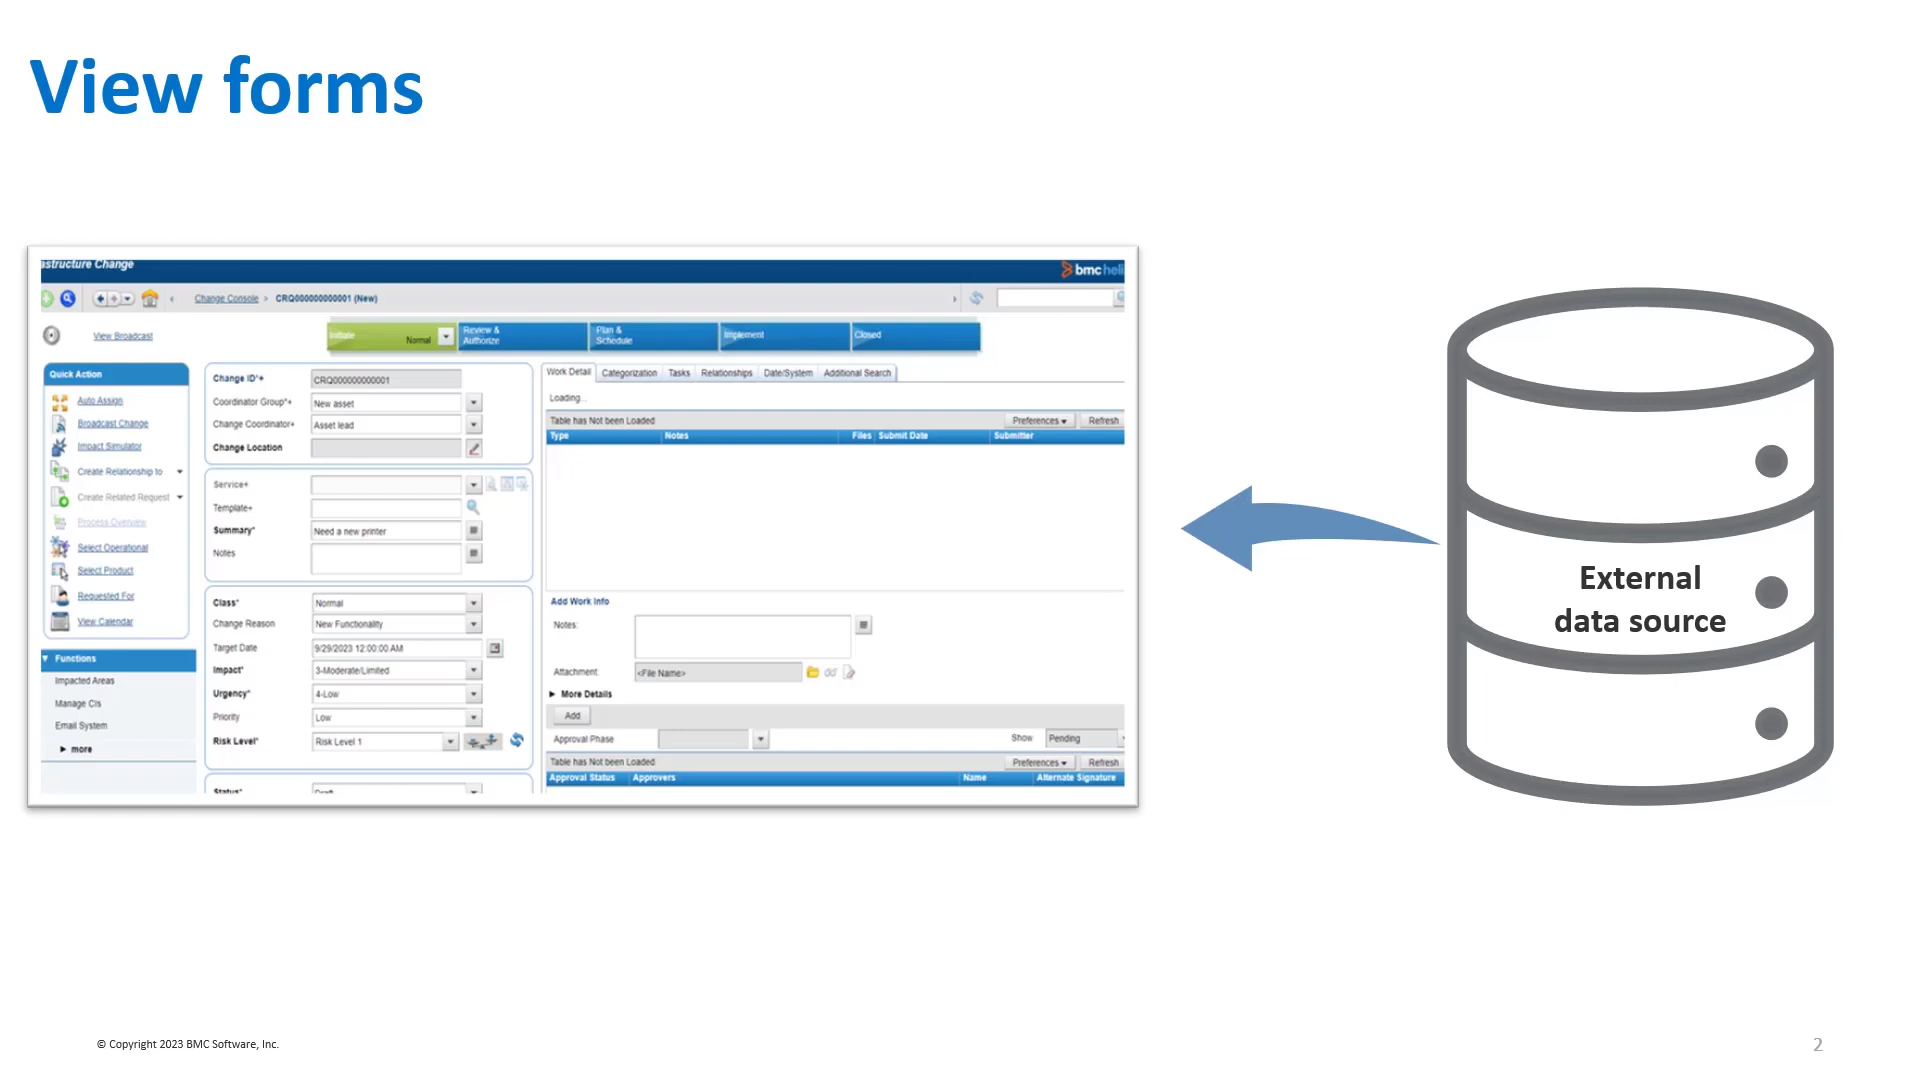 View forms
astructure Change
bmc heli
Change Console > CRQ000000000001 (New)
View Broadcast
Initiate
Normal
Review &
Authorize
Plan &
Schedule
Implement
Closed
Quick Action
Auto Assign
Broadcast Change
Impact Simulator
Create Relationship to
Create Related Request
Process Overview
Select Operational
Select Product
Requested For
View Calendar
Functions
Impacted Areas
Manage CIs
Email System
more
Change ID*+
CRQ000000000001
Coordinator Group*+
New asset
Change Coordinator+
Asset lead
Change Location
Service+
Template+
Summary*
Need a new printer
Notes
Class*
Normal
Change Reason
New Functionality
Target Date
9/29/2023 12:00:00 AM
Impact*
3-Moderate/Limited
Urgency*
4-Low
Priority
Low
Risk Level*
Risk Level 1
Status*
Draft
Work Detail
Categorization
Tasks
Relationships
Date/System
Additional Search
Loading...
Table has Not been Loaded
Preferences
Refresh
Type
Notes
Files
Submit Date
Submitter
Add Work Info
Notes:
Attachment:
<File Name>
More Details
Add
Approval Phase
Show
Pending
Table has Not been Loaded
Preferences
Refresh
Approval Status
Approvers
Name
Alternate Signature
External
data source
© Copyright 2023 BMC Software, Inc.
2